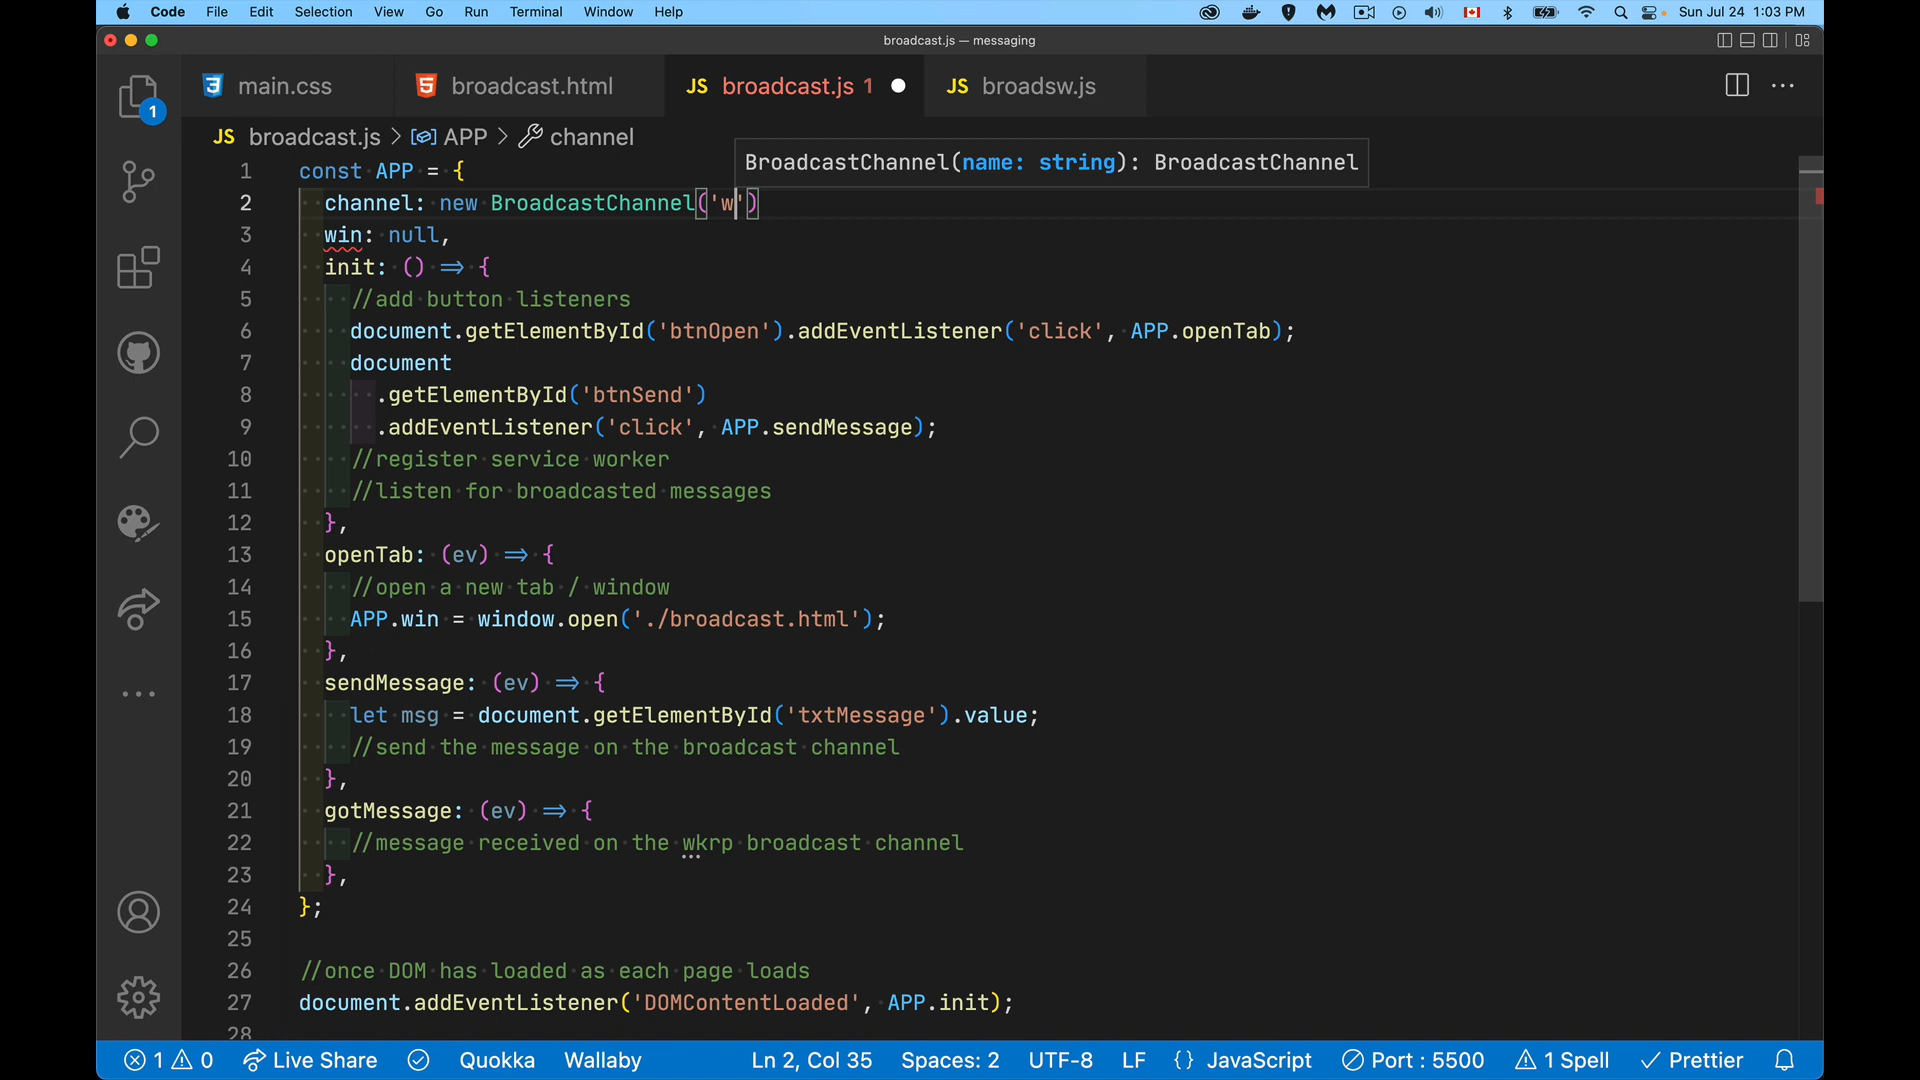 Code File Edit Selection View Go Run Terminal Window Help Sun Jul 24 1:03 PM
broadcast.js — messaging
main.css broadcast.html JS broadcast.js 1 JS broadsw.js
1
JS broadcast.js > APP > channel
BroadcastChannel(name: string): BroadcastChannel
1 const APP = {
2 channel: new BroadcastChannel('w')
3 win: null,
4 init: () => {
5 //add button listeners
6 document.getElementById('btnOpen').addEventListener('click', APP.openTab);
7 document
8 .getElementById('btnSend')
9 .addEventListener('click', APP.sendMessage);
10 //register service worker
11 //listen for broadcasted messages
12 },
13 openTab: (ev) => {
14 //open a new tab / window
15 APP.win = window.open('./broadcast.html');
16 },
17 sendMessage: (ev) => {
18 let msg = document.getElementById('txtMessage').value;
19 //send the message on the broadcast channel
20 },
21 gotMessage: (ev) => {
22 //message received on the wkrp broadcast channel
23 },
24 };
25
26 //once DOM has loaded as each page loads
27 document.addEventListener('DOMContentLoaded', APP.init);
28
1 0 Live Share Quokka Wallaby Ln 2, Col 35 Spaces: 2 UTF-8 LF {} JavaScript Port : 5500 1 Spell Prettier